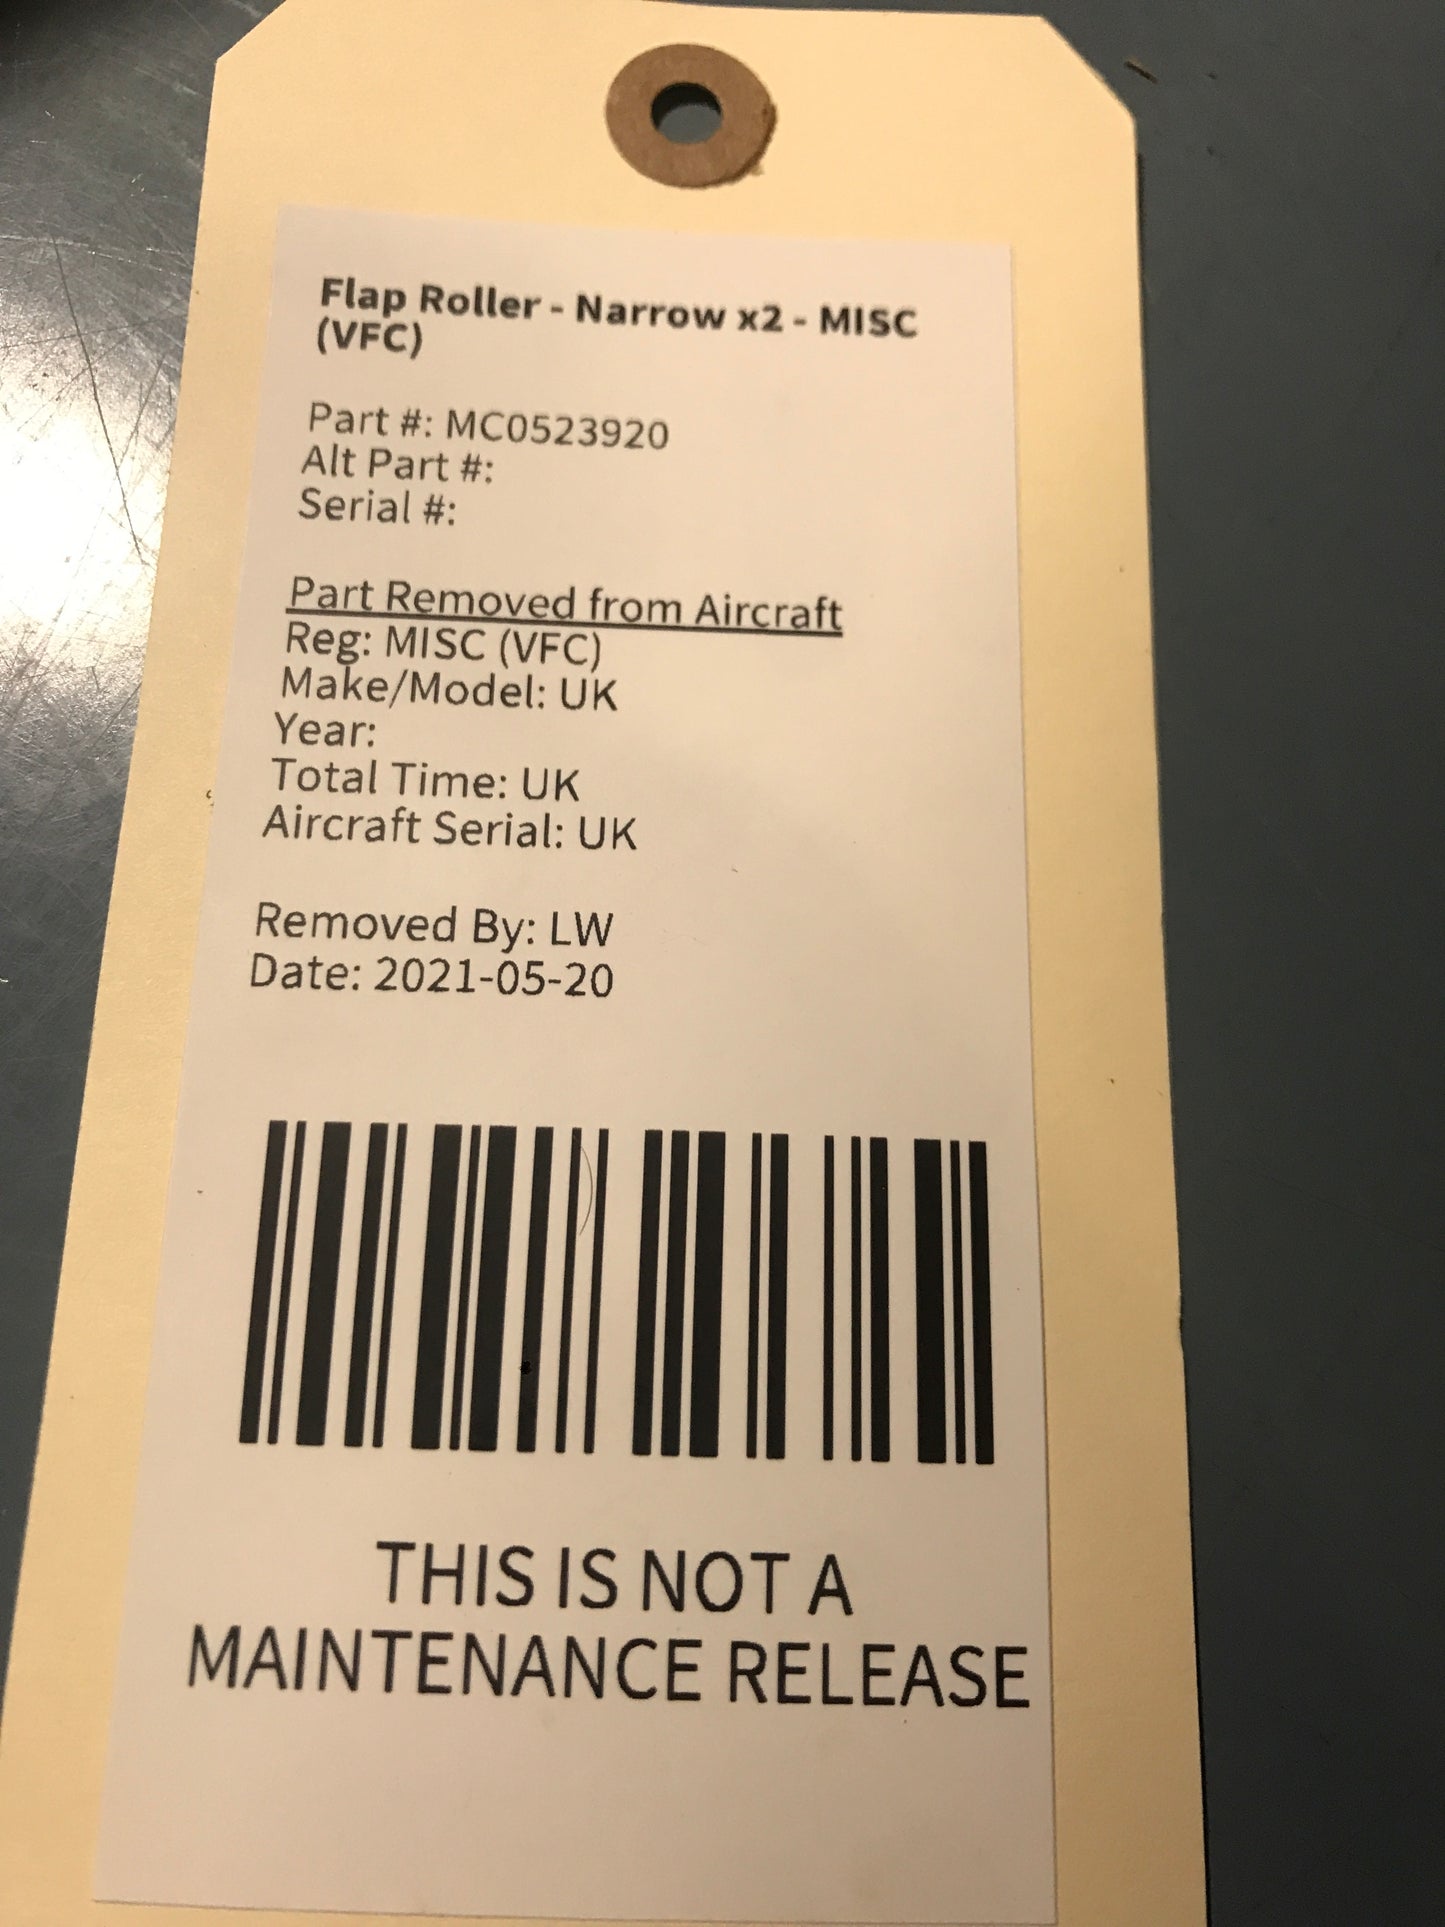 Flap Roller - Narrow x2 - MISC
(VFC)
Part #: MC0523920
Alt Part #:
Serial #:
Part Removed from Aircraft
Reg: MISC (VFC)
Make/Model: UK
Year:
Total Time: UK
Aircraft Serial: UK
Removed By: LW
Date: 2021-05-20
THIS IS NOT A
MAINTENANCE RELEASE